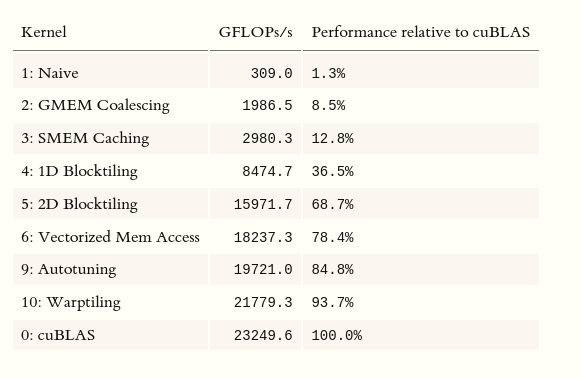 Kernel GFLOPs/s Performance relative to cuBLAS
1: Naive 309.0 1.3%
2: GMEM Coalescing 1986.5 8.5%
3: SMEM Caching 2980.3 12.8%
4: 1D Blocktiling 8474.7 36.5%
5: 2D Blocktiling 15971.7 68.7%
6: Vectorized Mem Access 18237.3 78.4%
9: Autotuning 19721.0 84.8%
10: Warptiling 21779.3 93.7%
0: cuBLAS 23249.6 100.0%